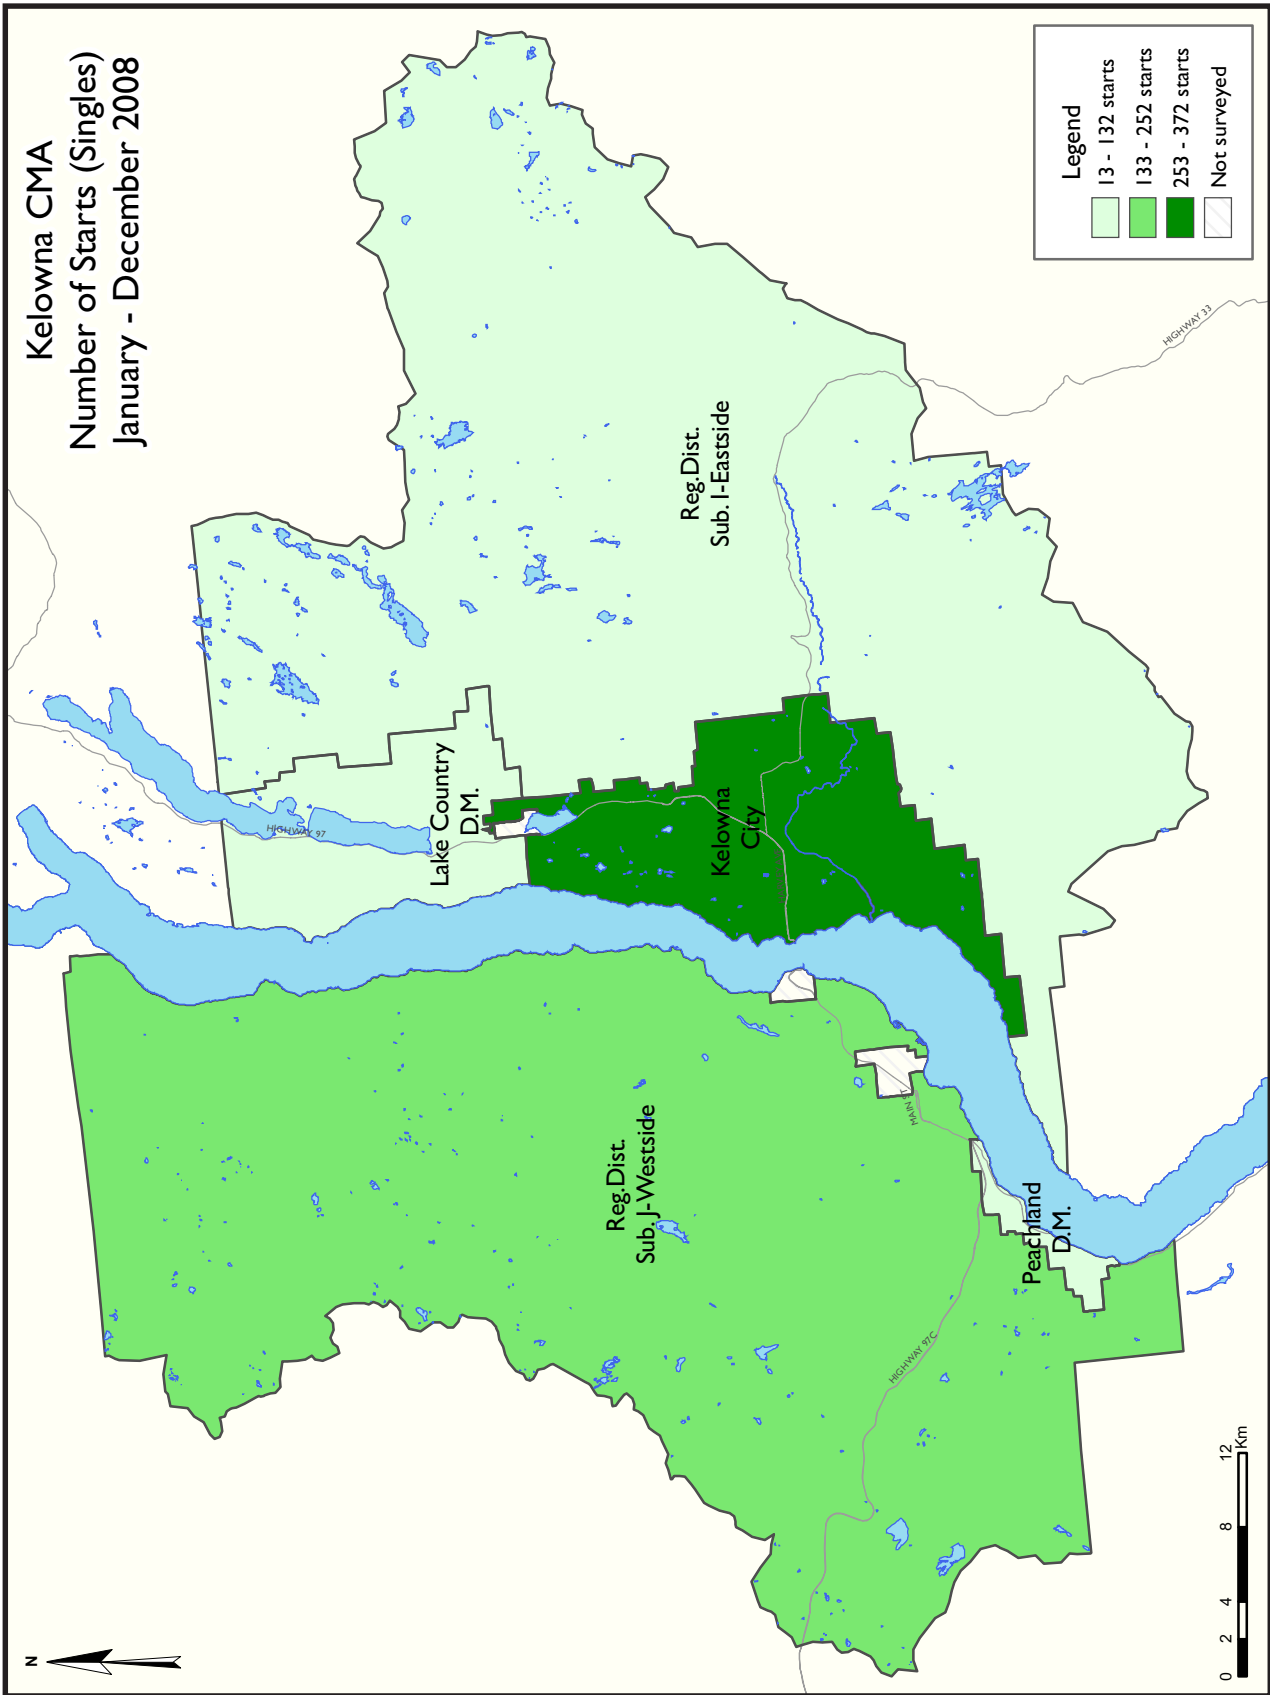 Kelowna CMA
Number of Starts (Singles)
January - December 2008
N
HIGHWAY 97
Lake Country
D.M.
Reg.Dist.
Sub. I-Eastside
Kelowna
City
Reg.Dist.
Sub. J-Westside
MAIN ST
Peachland
D.M.
HIGHWAY 97C
HIGHWAY 33
Legend
13 - 132 starts
133 - 252 starts
253 - 372 starts
Not surveyed
0 2 4 8 12
Km